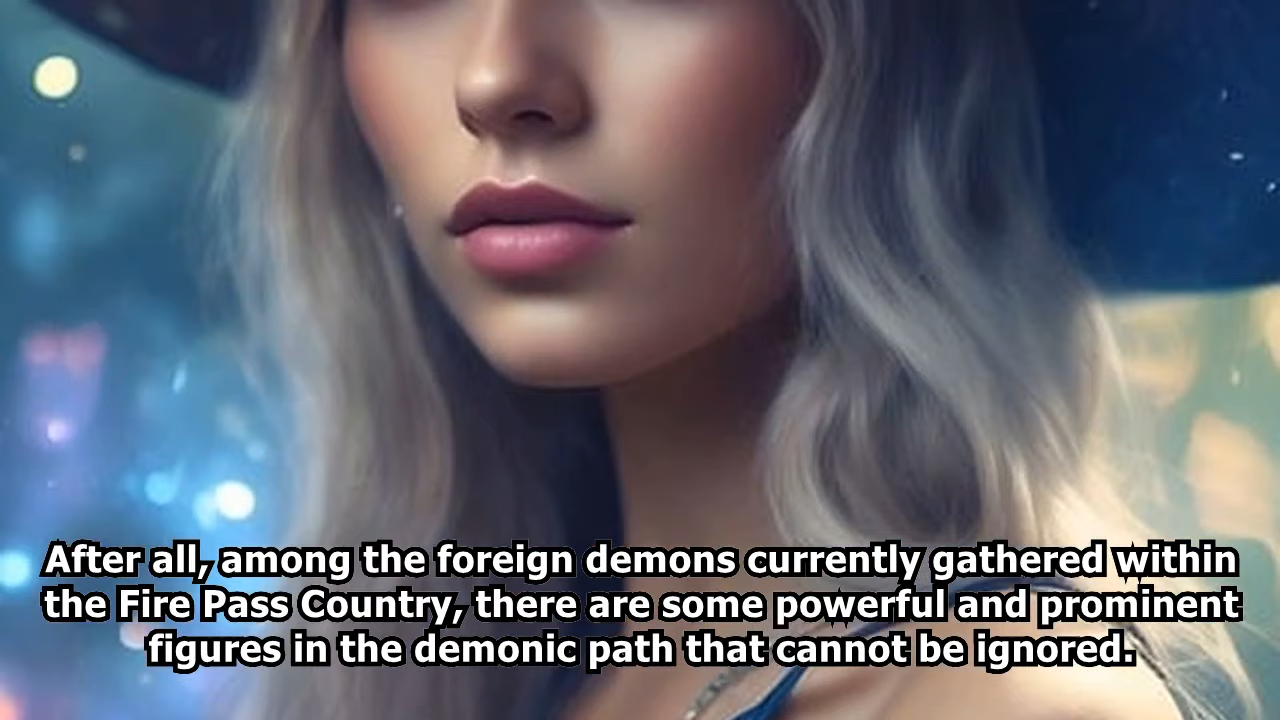 After all, among the foreign demons currently gathered within
the Fire Pass Country, there are some powerful and prominent
figures in the demonic path that cannot be ignored.